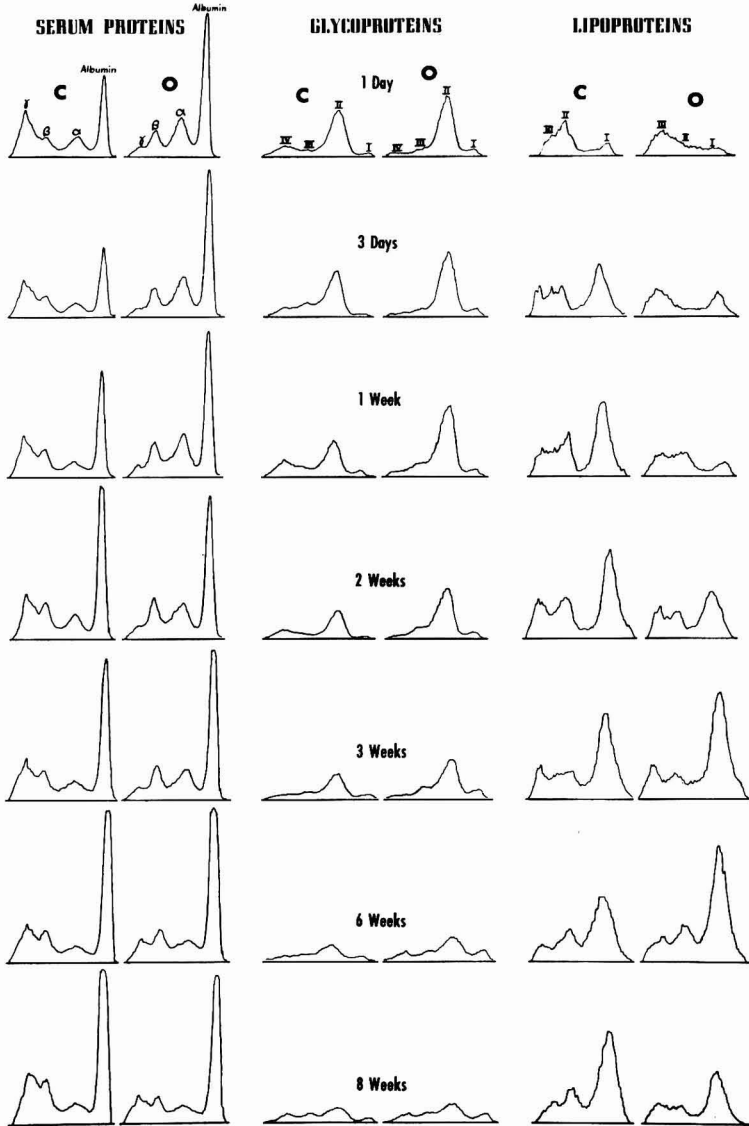 SERUM PROTEINS GLYCOPROTEINS LIPOPROTEINS
Albumin Albumin
1 Day
C O C O C O
γ β α γ β α IV III II I IV III II I III II I III II I
3 Days
1 Week
2 Weeks
3 Weeks
6 Weeks
8 Weeks